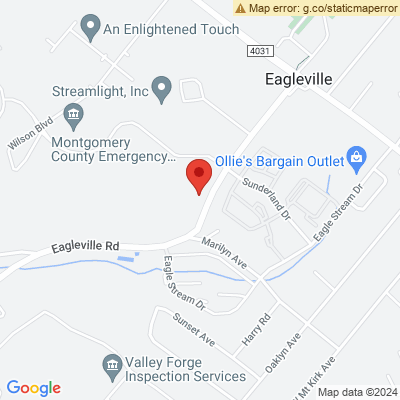 Map error: g.co/staticmaperror
An Enlightened Touch
4031
Eagleville
Streamlight, Inc
Wilson Blvd
Montgomery
County Emergency...
Ollie's Bargain Outlet
Sunderland Dr
Eagle Stream Dr
Eagleville Rd
Marilyn Ave
Eagle Stream Dr
Sunset Ave
Harry Rd
Oaklyn Ave
Mt Kirk Ave
Valley Forge
Inspection Services
Google
Map data ©2024